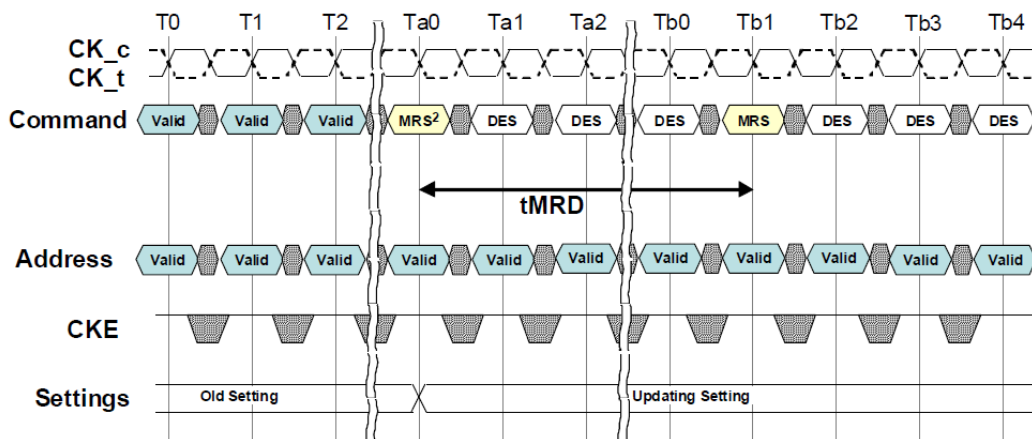 T0 T1 T2 Ta0 Ta1 Ta2 Tb0 Tb1 Tb2 Tb3 Tb4
CK_c
CK_t
Command Valid Valid Valid MRS² DES DES DES MRS DES DES DES
tMRD
Address Valid Valid Valid Valid Valid Valid Valid Valid Valid Valid Valid
CKE
Settings Old Setting Updating Setting